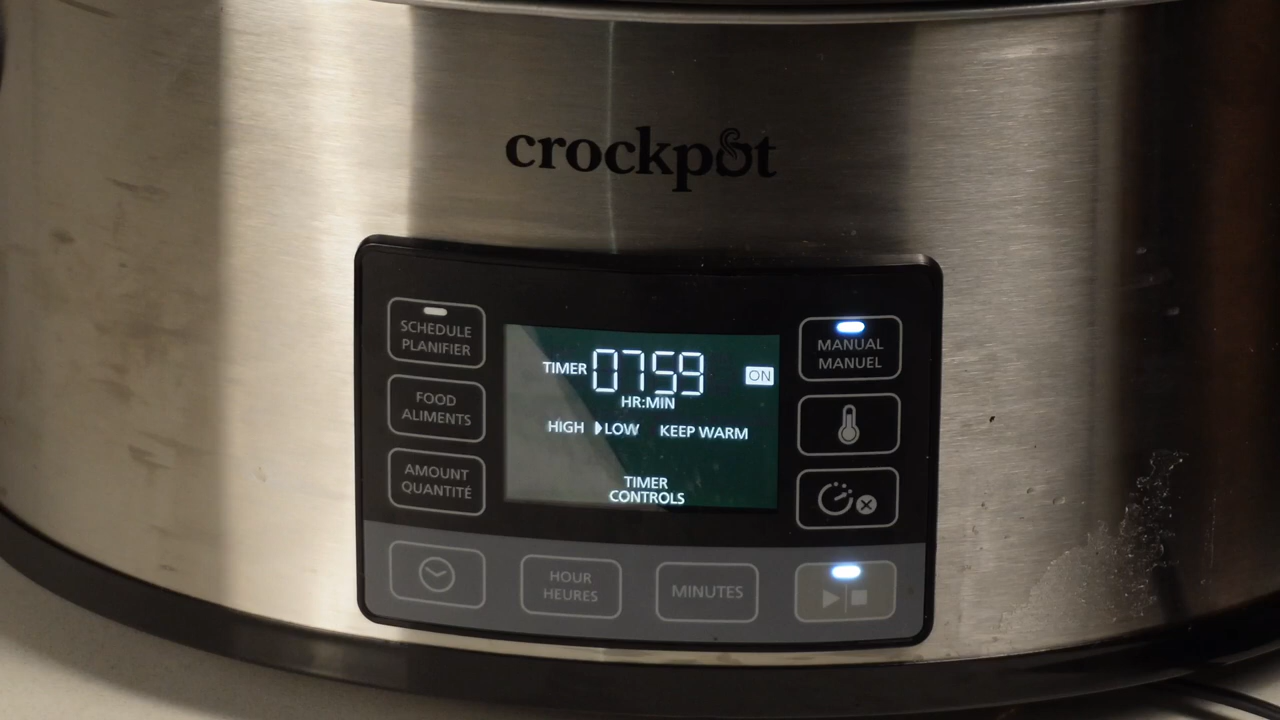 crockpot
SCHEDULE
PLANIFIER
FOOD
ALIMENTS
AMOUNT
QUANTITÉ
TIMER 0759 ON
HR:MIN
HIGH LOW KEEP WARM
TIMER
CONTROLS
MANUAL
MANUEL
HOUR
HEURES
MINUTES